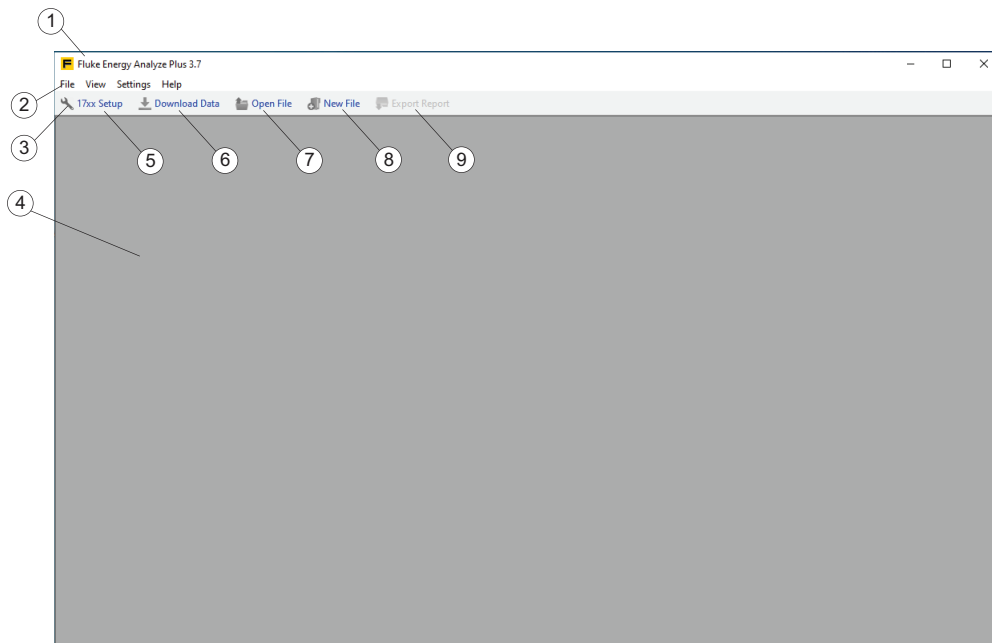 1
Fluke Energy Analyze Plus 3.7
File View Settings Help
2
17xx Setup Download Data Open File New File Export Report
3
5 6 7 8 9
4